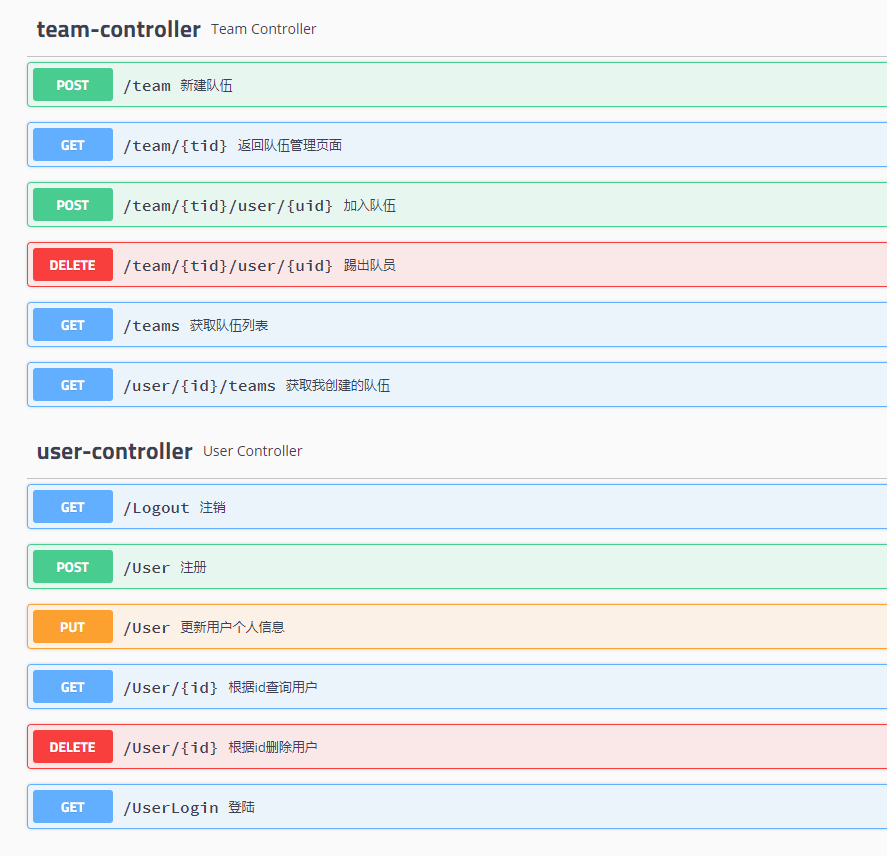 team-controller Team Controller
POST /team 新建队伍
GET /team/{tid} 返回队伍管理页面
POST /team/{tid}/user/{uid} 加入队伍
DELETE /team/{tid}/user/{uid} 踢出队员
GET /teams 获取队伍列表
GET /user/{id}/teams 获取我创建的队伍
user-controller User Controller
GET /Logout 注销
POST /User 注册
PUT /User 更新用户个人信息
GET /User/{id} 根据id查询用户
DELETE /User/{id} 根据id删除用户
GET /UserLogin 登陆